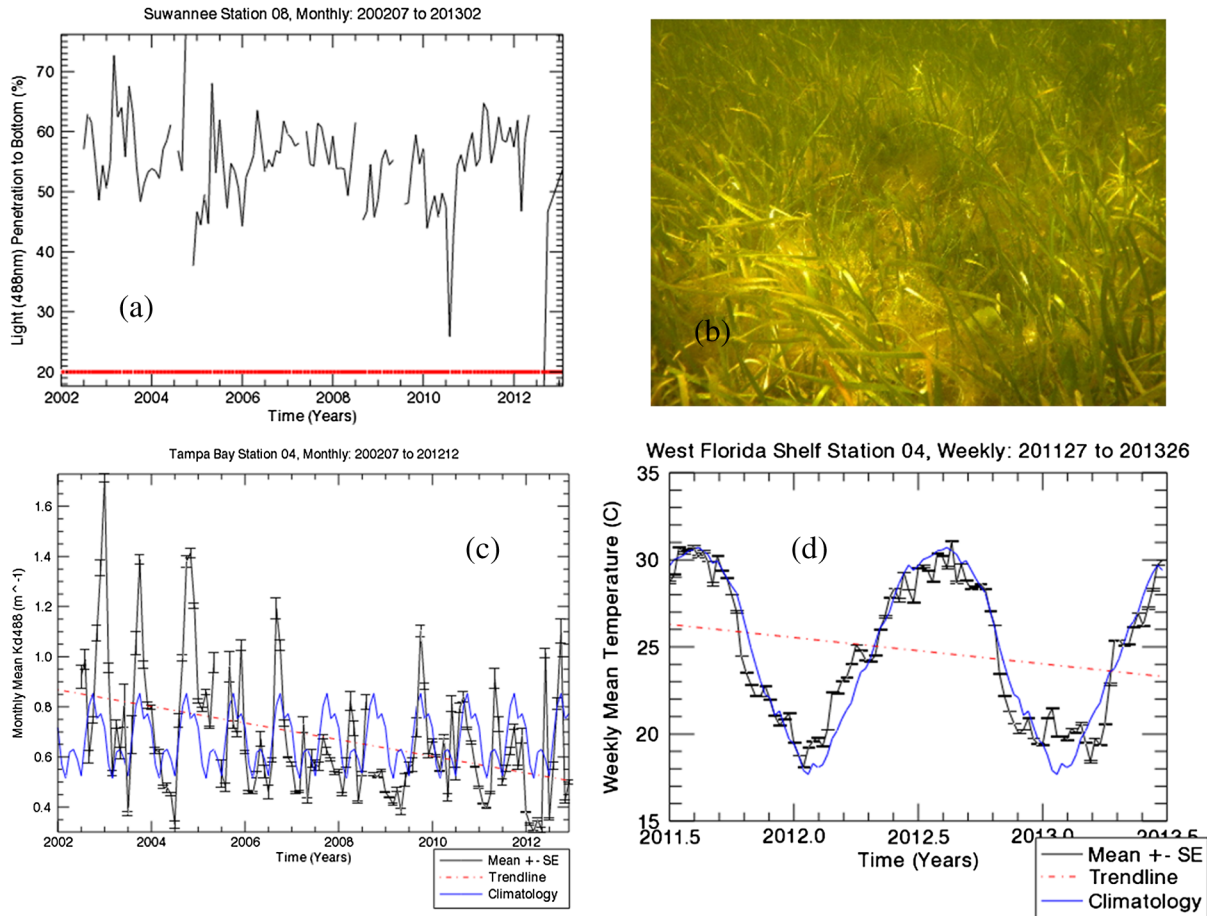 Suwannee Station 08, Monthly: 200207 to 201302
Light (488nm) Penetration to Bottom (%)
70
60
50
40
30
20
(a)
2002 2004 2006 2008 2010 2012
Time (Years)
(b)
Tampa Bay Station 04, Monthly: 200207 to 201212
Monthly Mean Kd488 (m^-1)
1.6
1.4
1.2
1.0
0.8
0.6
0.4
(c)
2002 2004 2006 2008 2010 2012
Time (Years)
Mean +- SE
Trendline
Climatology
West Florida Shelf Station 04, Weekly: 201127 to 201326
Weekly Mean Temperature (C)
35
30
25
20
15
(d)
2011.5 2012.0 2012.5 2013.0 2013.5
Time (Years)
Mean +- SE
Trendline
Climatology